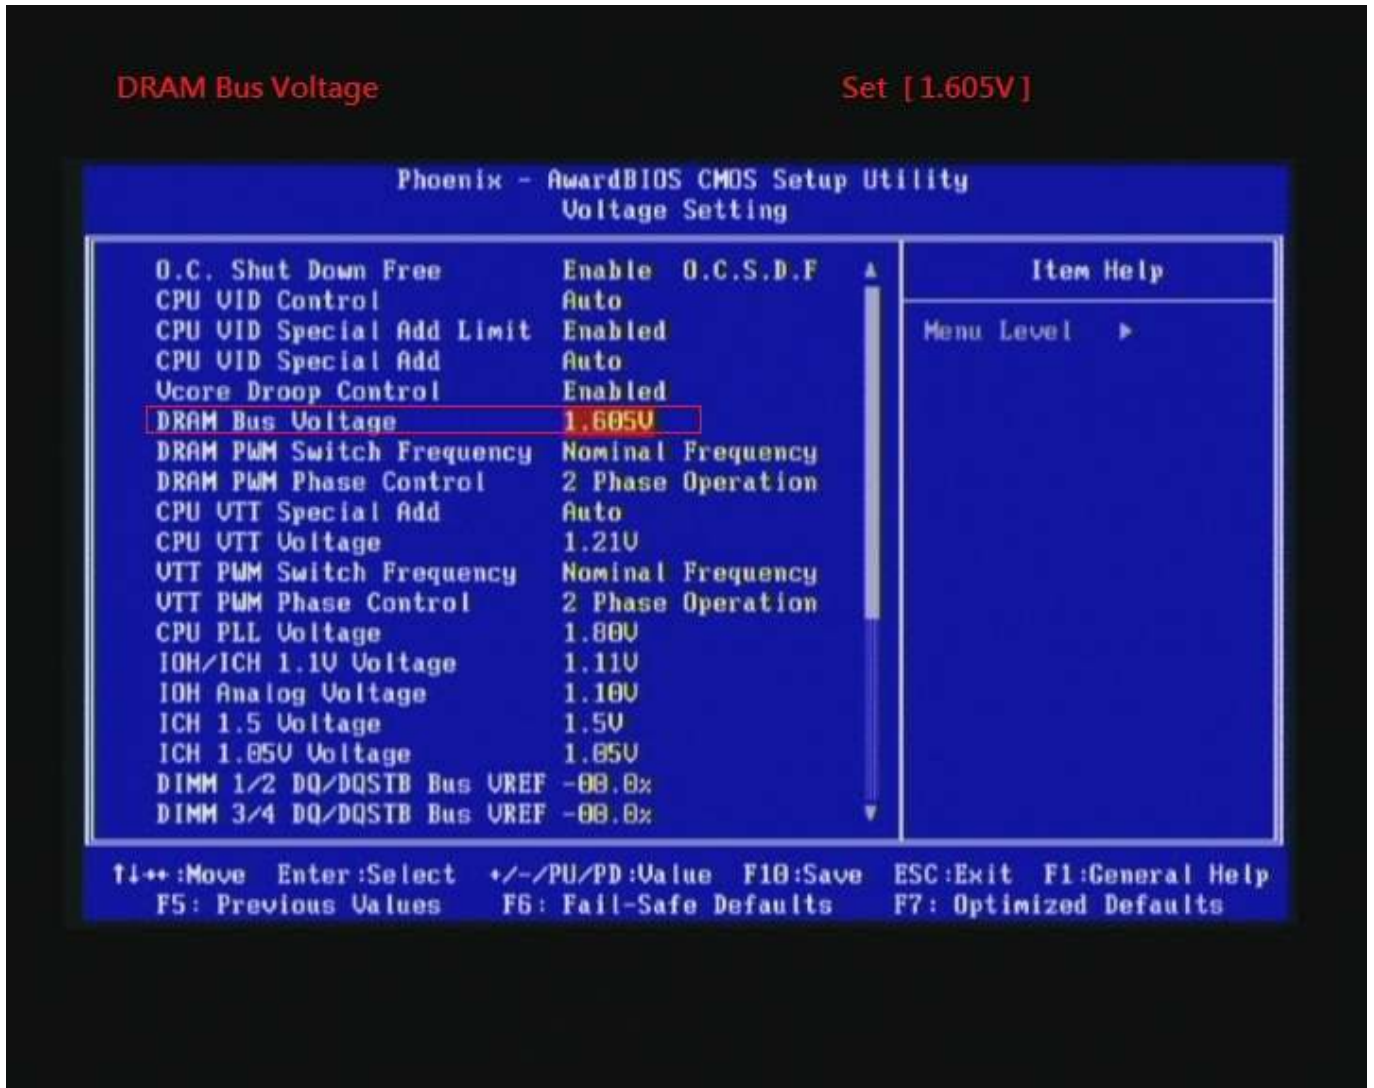 DRAM Bus Voltage Set [ 1.605V ]
Phoenix - AwardBIOS CMOS Setup Utility
Voltage Setting
O.C. Shut Down Free Enable O.C.S.D.F
CPU VID Control Auto
CPU VID Special Add Limit Enabled
CPU VID Special Add Auto
Vcore Droop Control Enabled
DRAM Bus Voltage 1.605V
DRAM PWM Switch Frequency Nominal Frequency
DRAM PWM Phase Control 2 Phase Operation
CPU VTT Special Add Auto
CPU VTT Voltage 1.21V
VTT PWM Switch Frequency Nominal Frequency
VTT PWM Phase Control 2 Phase Operation
CPU PLL Voltage 1.80V
IOH/ICH 1.1V Voltage 1.11V
IOH Analog Voltage 1.10V
ICH 1.5 Voltage 1.5V
ICH 1.05V Voltage 1.05V
DIMM 1/2 DQ/DQSTB Bus VREF -00.0%
DIMM 3/4 DQ/DQSTB Bus VREF -00.0%
Item Help
Menu Level ▶
↑↓→←:Move Enter:Select +/-/PU/PD:Value F10:Save ESC:Exit F1:General Help
F5: Previous Values F6: Fail-Safe Defaults F7: Optimized Defaults